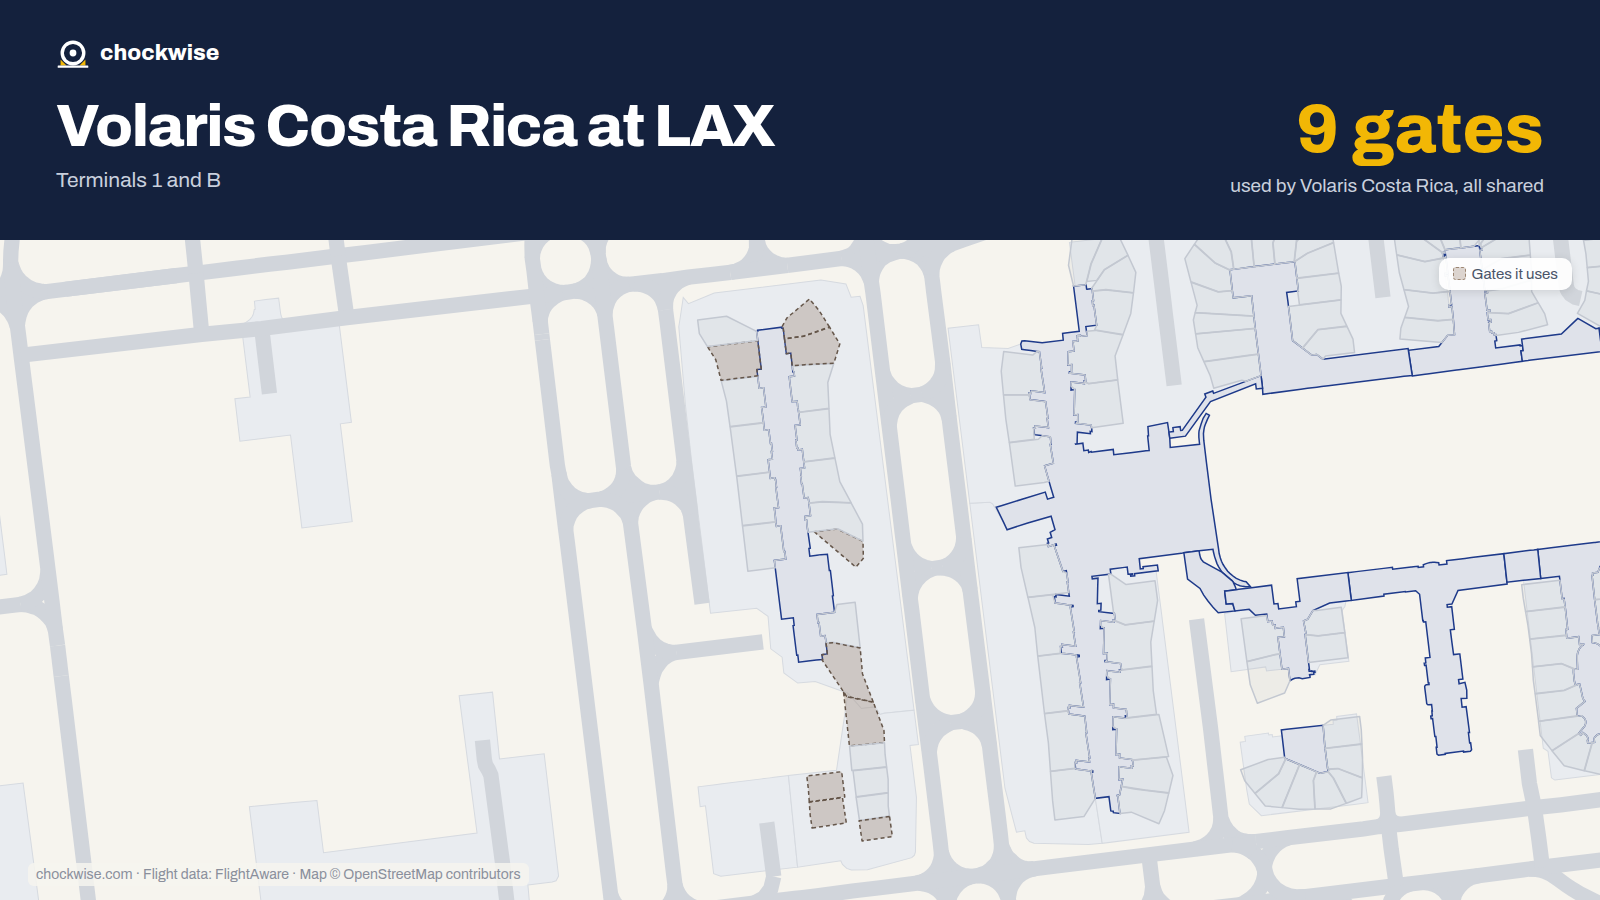 chockwise
Volaris Costa Rica at LAX
Terminals 1 and B
9 gates
used by Volaris Costa Rica, all shared
Gates it uses
chockwise.com · Flight data: FlightAware · Map © OpenStreetMap contributors